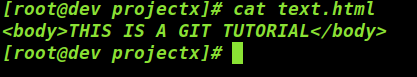 [root@dev projectx]# cat text.html
<body>THIS IS A GIT TUTORIAL</body>
[root@dev projectx]#